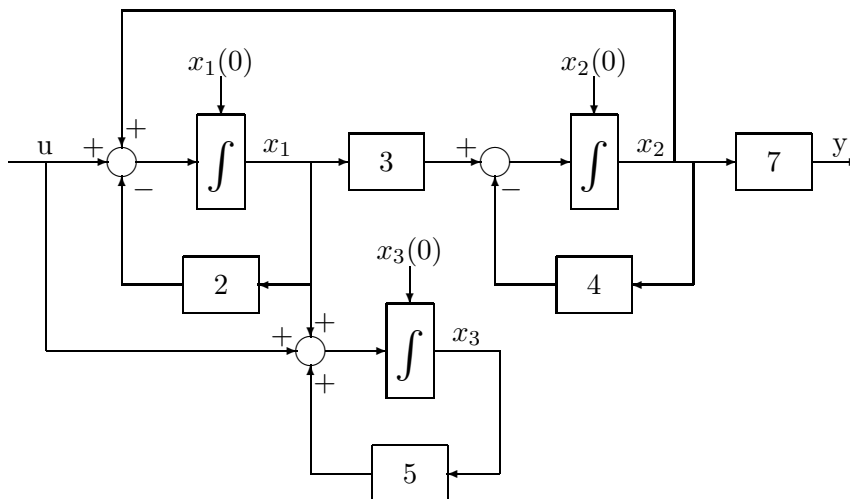 x₁(0)
x₂(0)
+
u
+
−
∫
x₁
3
+
−
∫
x₂
7
y
2
x₃(0)
4
+
+
+
∫
x₃
5